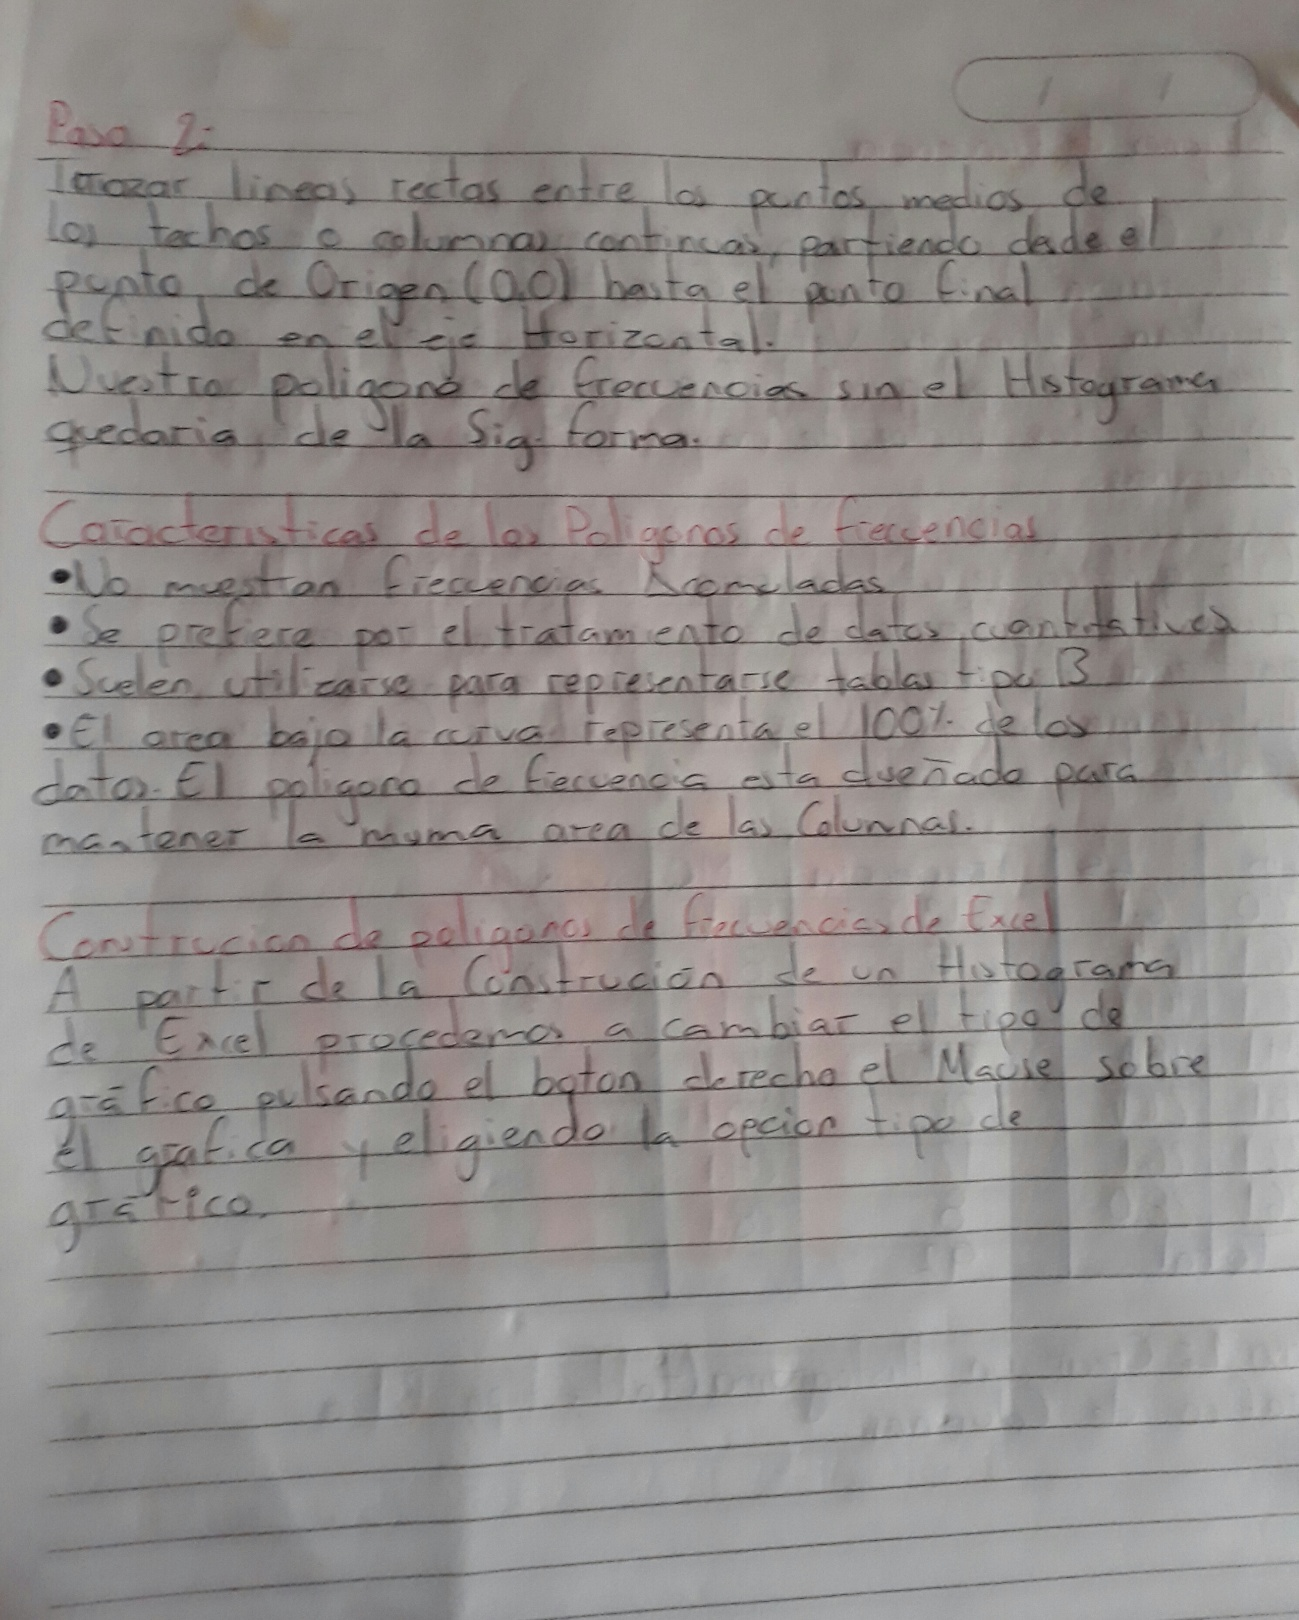 Paso 2:
Trazar lineas rectas entre los puntos medios de
los techos o columnas continuas, partiendo desde el
punto de Origen (0,0) hasta el punto final
definido en el eje Horizontal.
Nuestro poligono de frecuencias sin el Histograma
quedaria de la Sig. forma.
Caracteristicas de los Poligonos de frecuencias
•No muestran frecuencias Acomuladas
• Se prefiere por el tratamiento de datos cuantitativos
• Suelen utilizarse para representarse tablas tipo B
•El area bajo la curva representa el 100% de los
datos. El poligono de frecuencia esta diseñado para
mantener la misma area de las Columnas.
Construcion de poligonos de frecuencias de Excel
A partir de la Construción de un Histograma
de Excel procedemos a cambiar el tipo de
gráfico pulsando el boton derecho el Mause sobre
el grafica y eligiendo la opcion tipo de
gráfico.